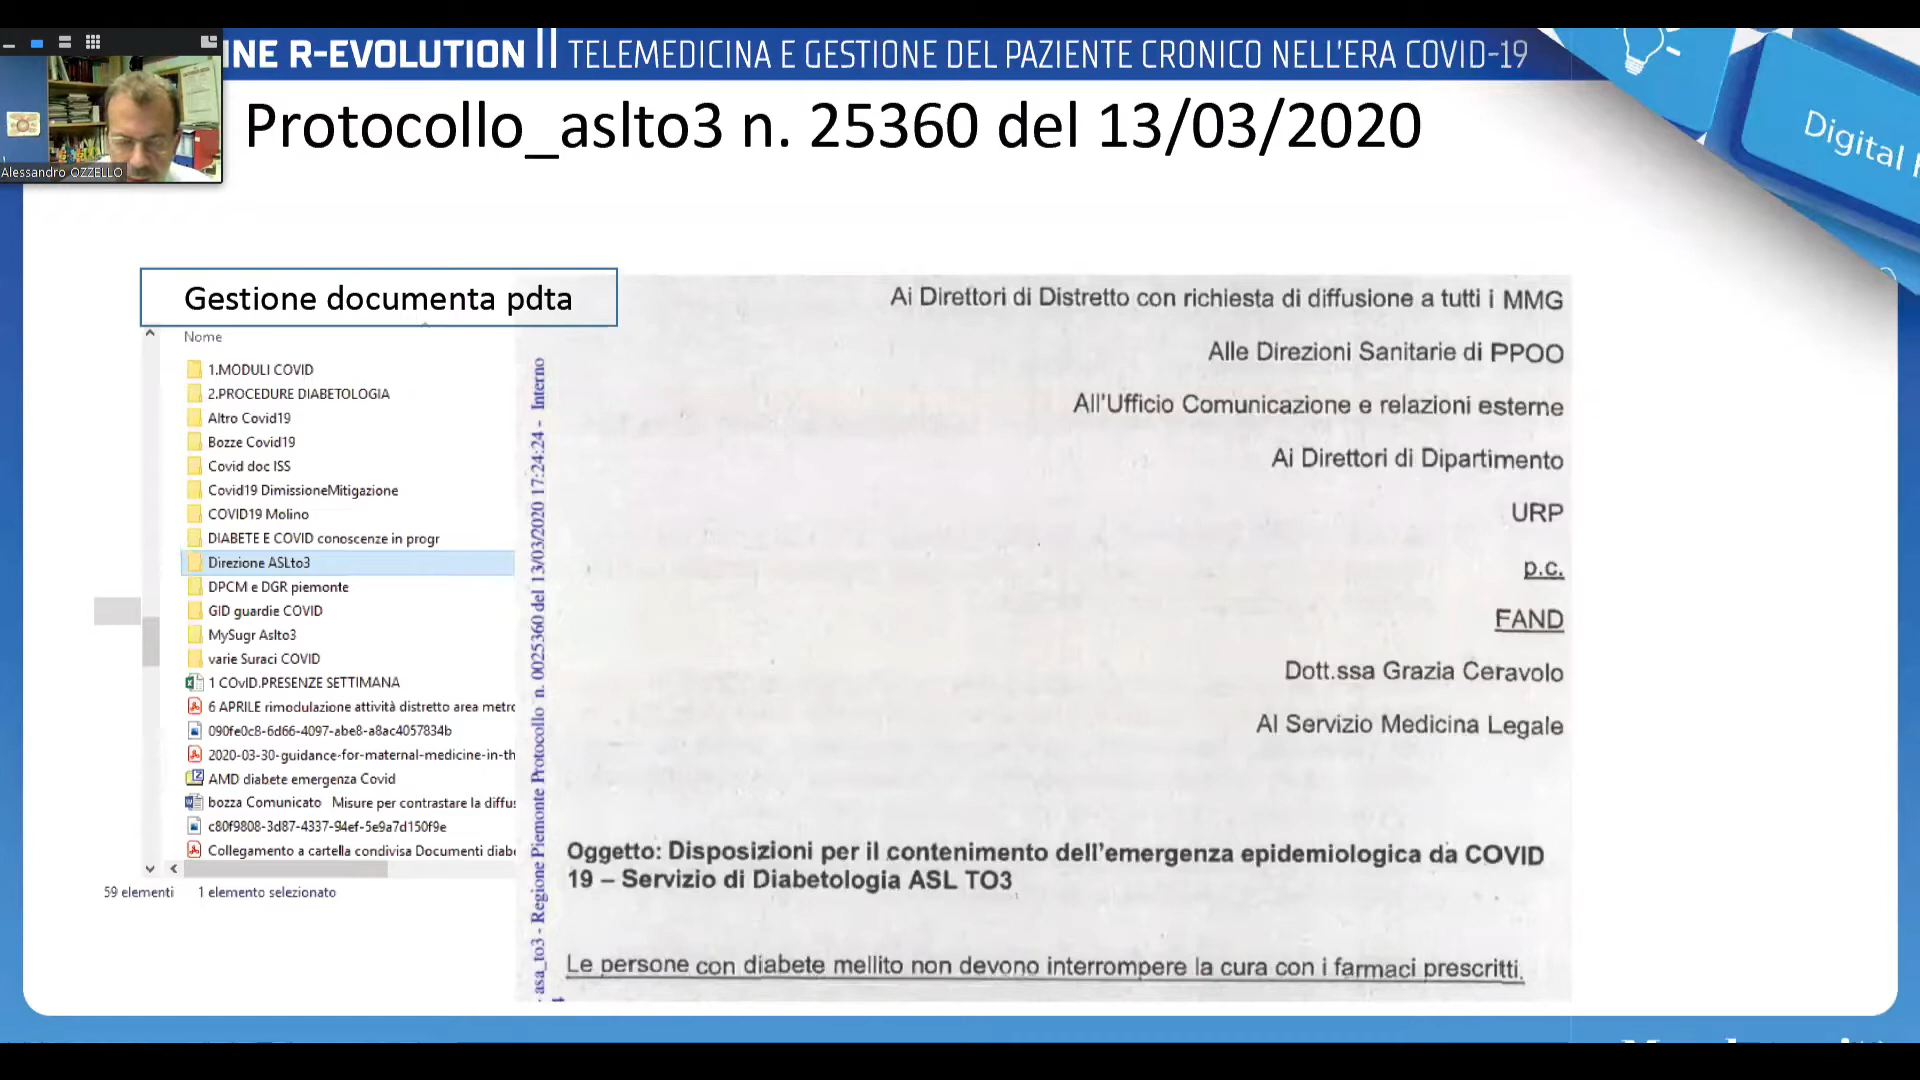 INE R-EVOLUTION || TELEMEDICINA E GESTIONE DEL PAZIENTE CRONICO NELL'ERA COVID-19
Digital
Alessandro OZZELLO
Protocollo_aslto3 n. 25360 del 13/03/2020
Gestione documenta pdta
Nome
1.MODULI COVID
2.PROCEDURE DIABETOLOGIA
Altro Covid19
Bozze Covid19
Covid doc ISS
Covid19 DimissioneMitigazione
COVID19 Molino
DIABETE E COVID conoscenze in progr
Direzione ASLto3
DPCM e DGR piemonte
GID guardie COVID
MySugr Aslto3
varie Suraci COVID
1 COvID.PRESENZE SETTIMANA
6 APRILE rimodulazione attività distretto area metro
090fe0c8-6d66-4097-abe8-a8ac4057834b
2020-03-30-guidance-for-maternal-medicine-in-th
AMD diabete emergenza Covid
bozza Comunicato Misure per contrastare la diffus
c80f9808-3d87-4337-94ef-5e9a7d150f9e
Collegamento a cartella condivisa Documenti diabe
59 elementi 1 elemento selezionato
asa_to3 - Regione Piemonte Protocollo n. 0025360 del 13/03/2020 17:24:24 - Interno
Ai Direttori di Distretto con richiesta di diffusione a tutti i MMG
Alle Direzioni Sanitarie di PPOO
All'Ufficio Comunicazione e relazioni esterne
Ai Direttori di Dipartimento
URP
p.c.
FAND
Dott.ssa Grazia Ceravolo
Al Servizio Medicina Legale
Oggetto: Disposizioni per il contenimento dell'emergenza epidemiologica da COVID
19 – Servizio di Diabetologia ASL TO3
Le persone con diabete mellito non devono interrompere la cura con i farmaci prescritti.